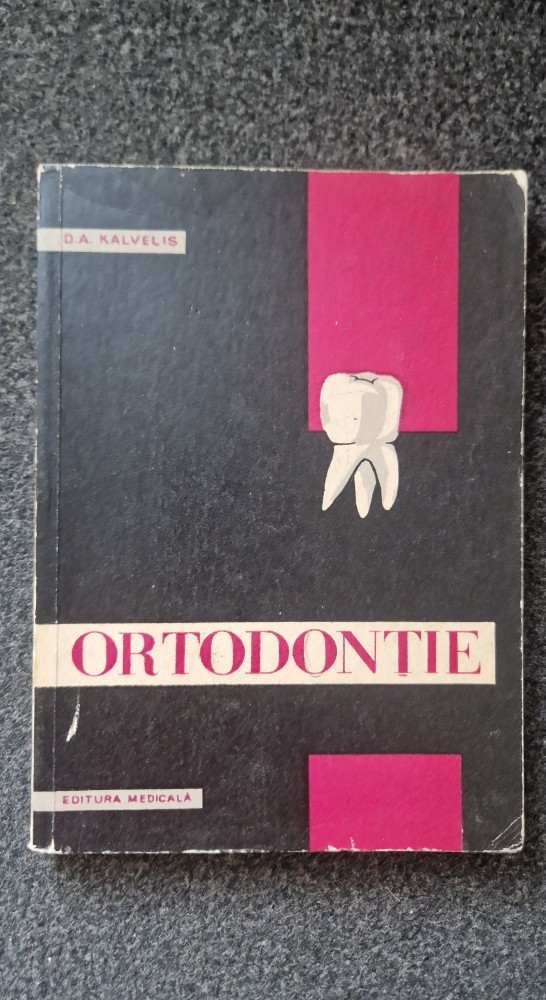 D.A. KALVELIS
ORTODONȚIE
EDITURA MEDICALĂ